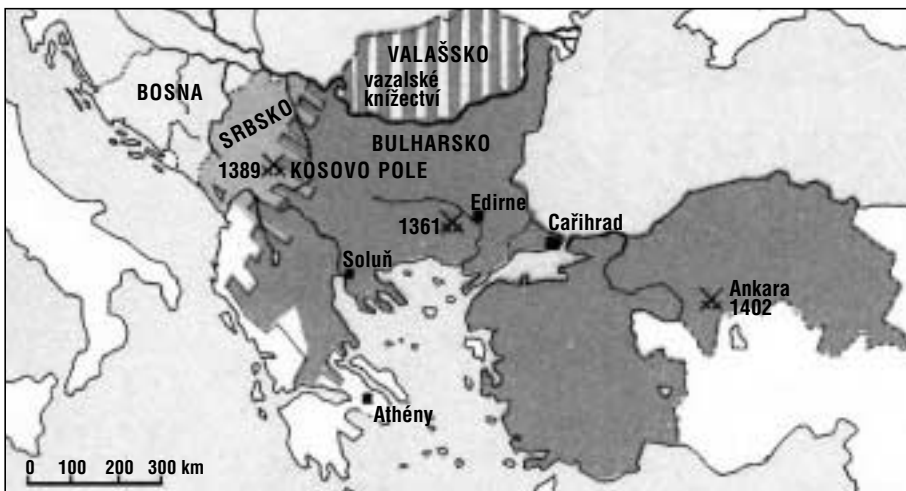 VALAŠSKO
vazalské
knížectví
BOSNA
SRBSKO
BULHARSKO
1389 KOSOVO POLE
Edirne
1361
Cařihrad
Soluň
Ankara
1402
Athény
0 100 200 300 km